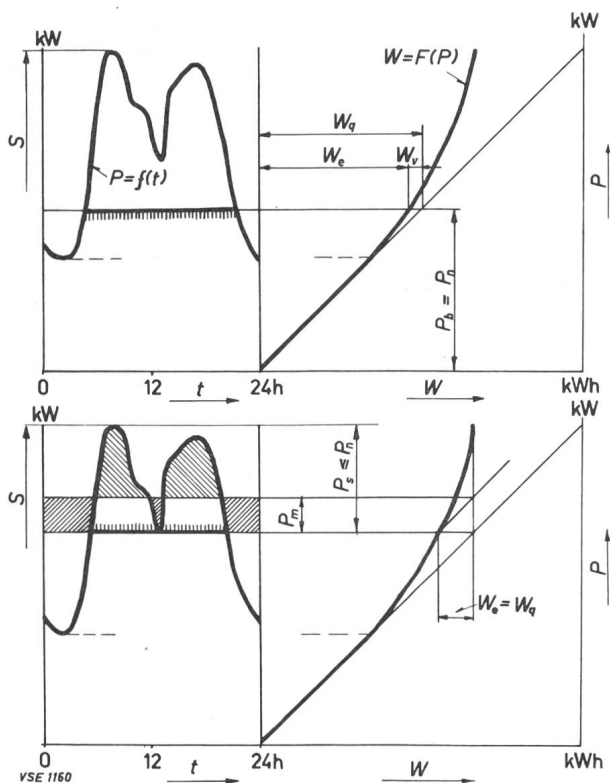 kW
kW
S
W=F(P)
W_q
W_e
W_v
P=f(t)
P
P_b = P_n
0
12
t
24h
W
kWh
kW
kW
S
P_s ≤ P_n
P_m
P
W_e = W_q
0
12
t
24h
W
kWh
VSE 1160